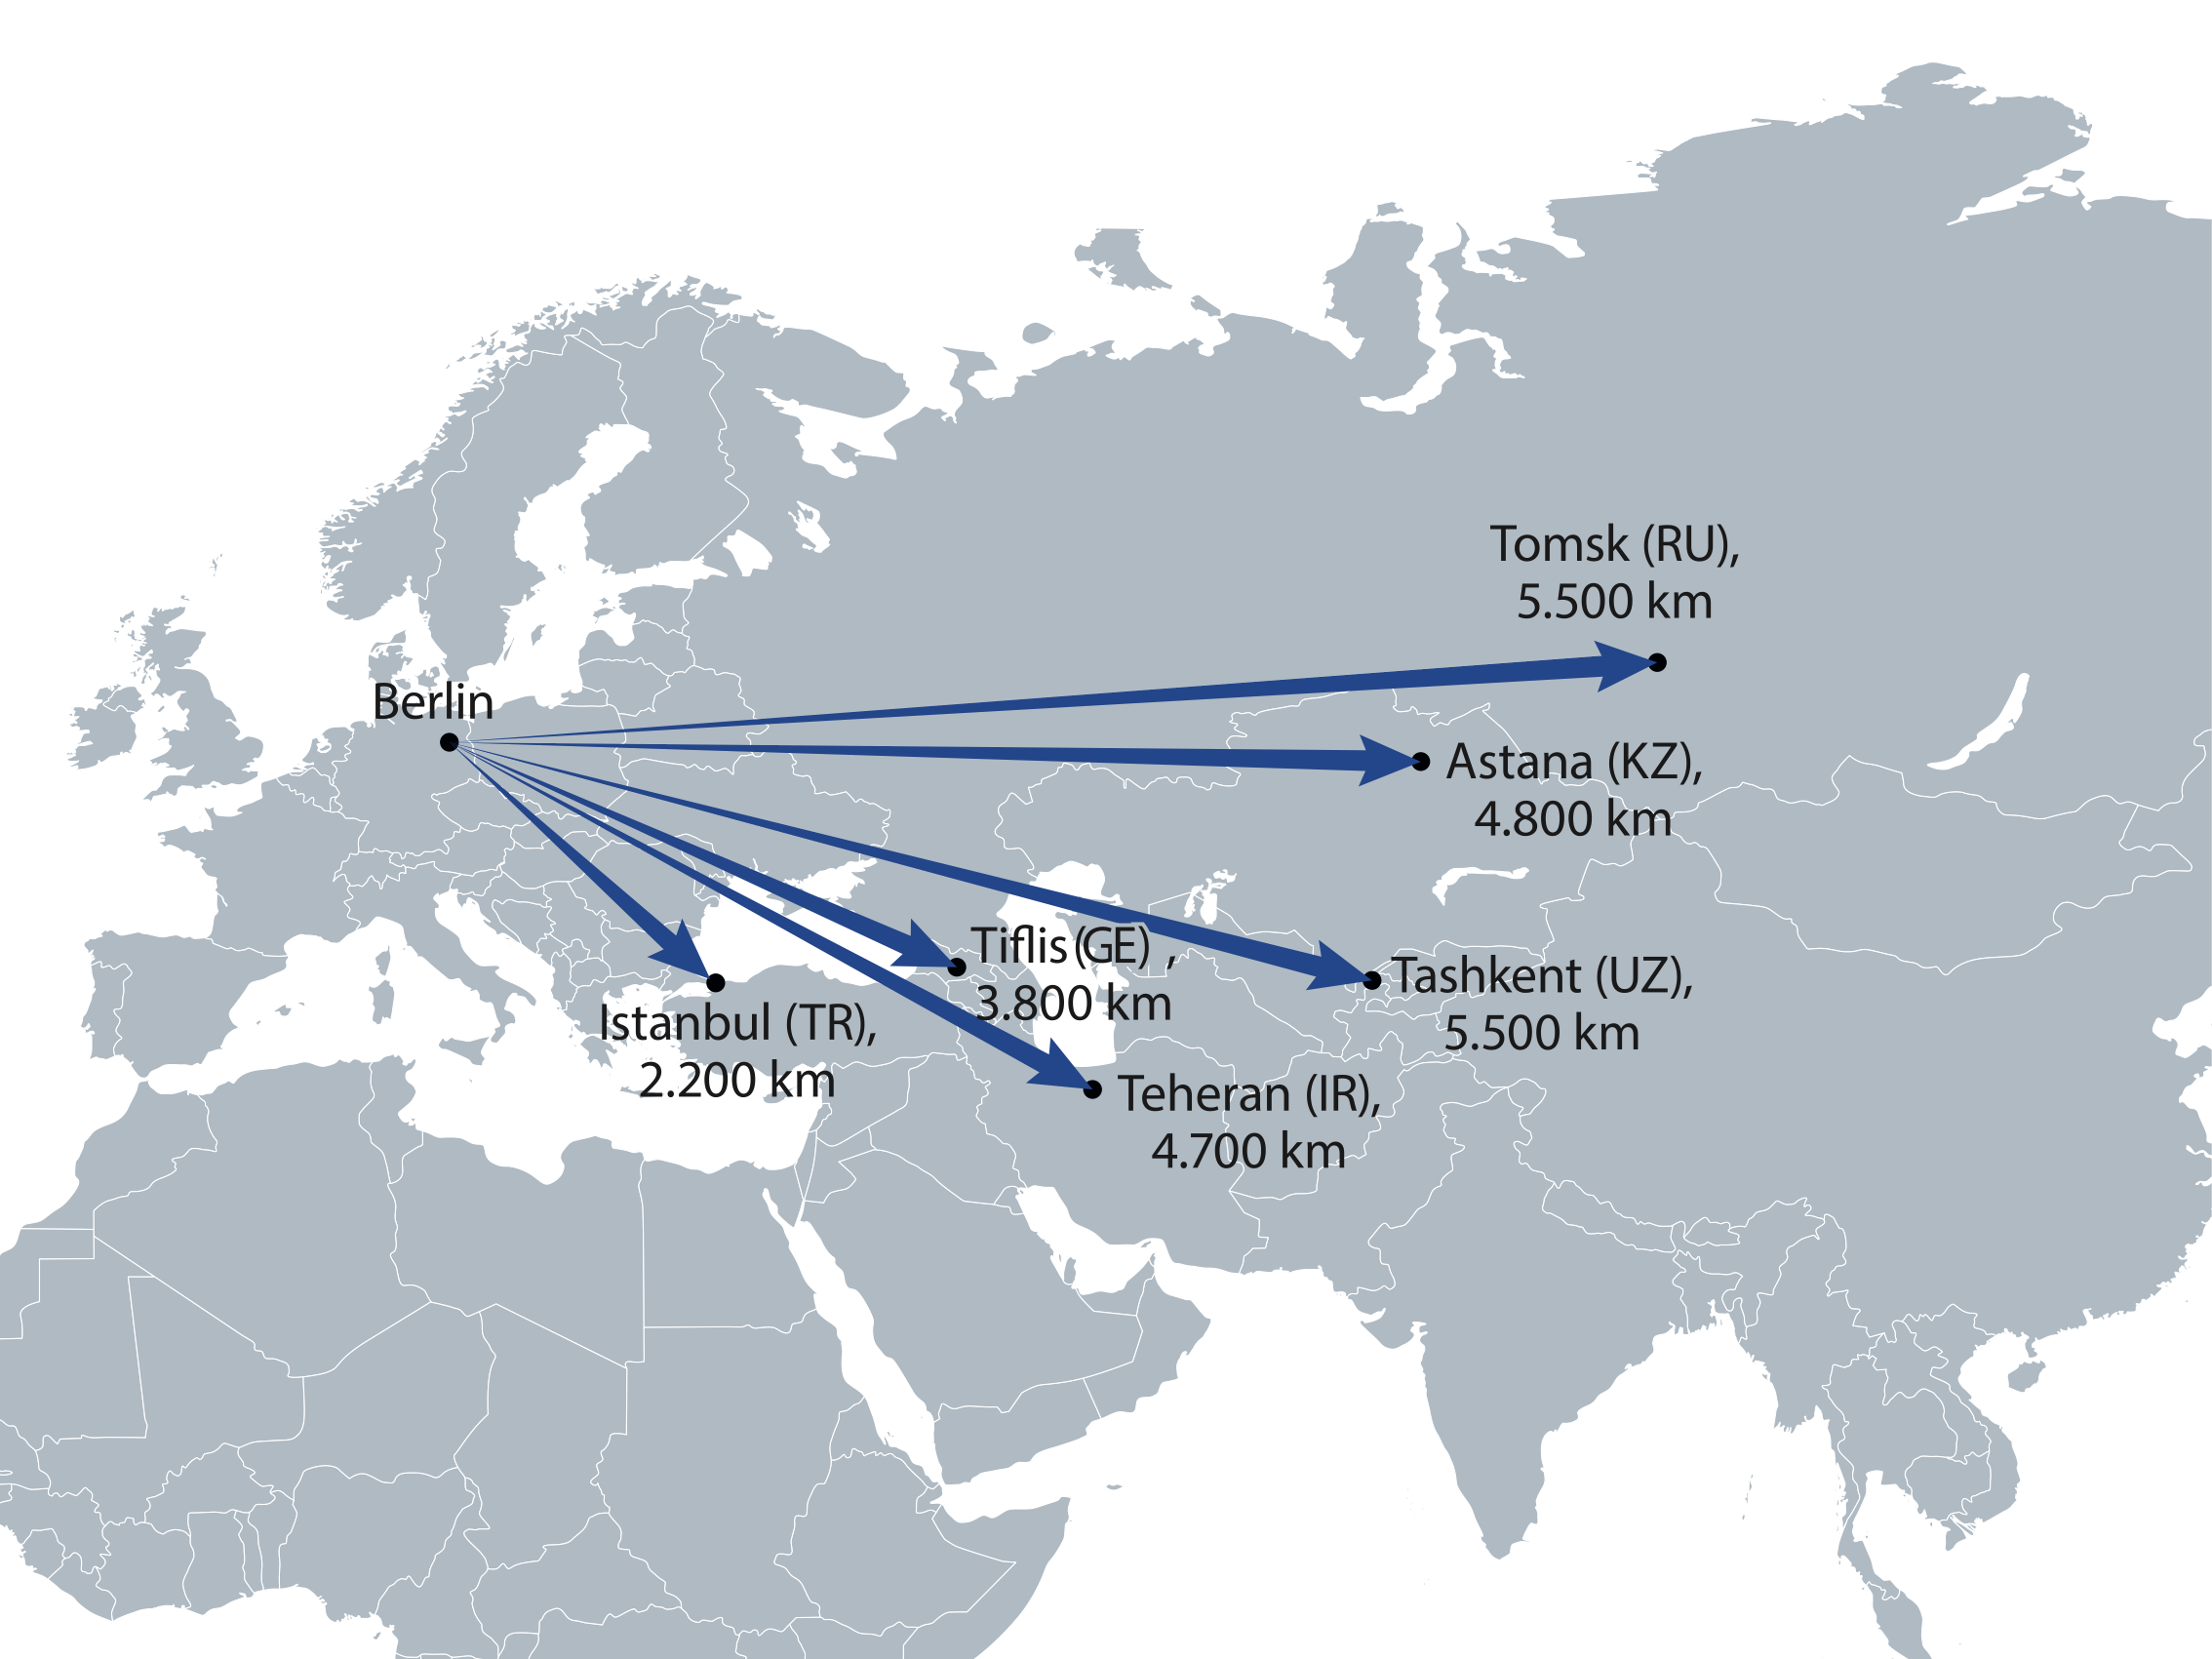 Tomsk (RU),
5.500 km
Berlin
Astana (KZ),
4.800 km
Tiflis (GE) ,
3.800 km
Tashkent (UZ),
5.500 km
Istanbul (TR),
2.200 km
Teheran (IR),
4.700 km